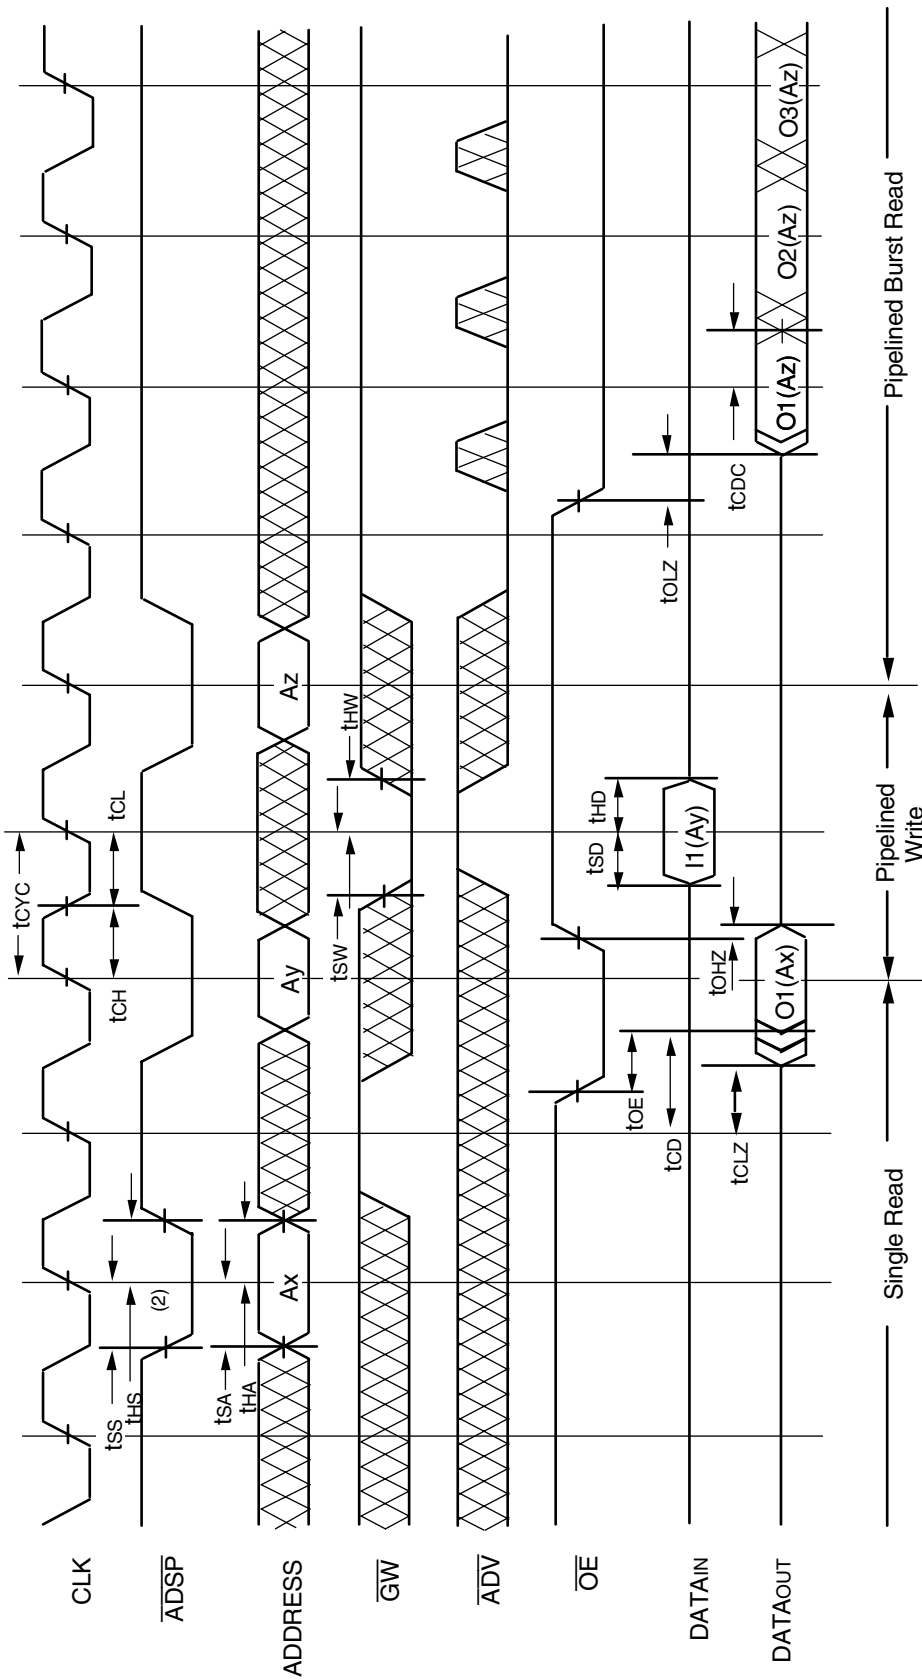 CLK
tCYC
tCH
tCL
ADSP
tSS
tHS
(2)
ADDRESS
tSA
tHA
Ax
Ay
Az
GW
tSW
tHW
ADV
OE
tOE
tOHZ
tOLZ
DATAIN
tCD
tSD
tHD
I1(Ay)
DATAOUT
tCLZ
O1(Ax)
tCDC
O1(Az)
O2(Az)
O3(Az)
Single Read
Pipelined
Write
Pipelined Burst Read